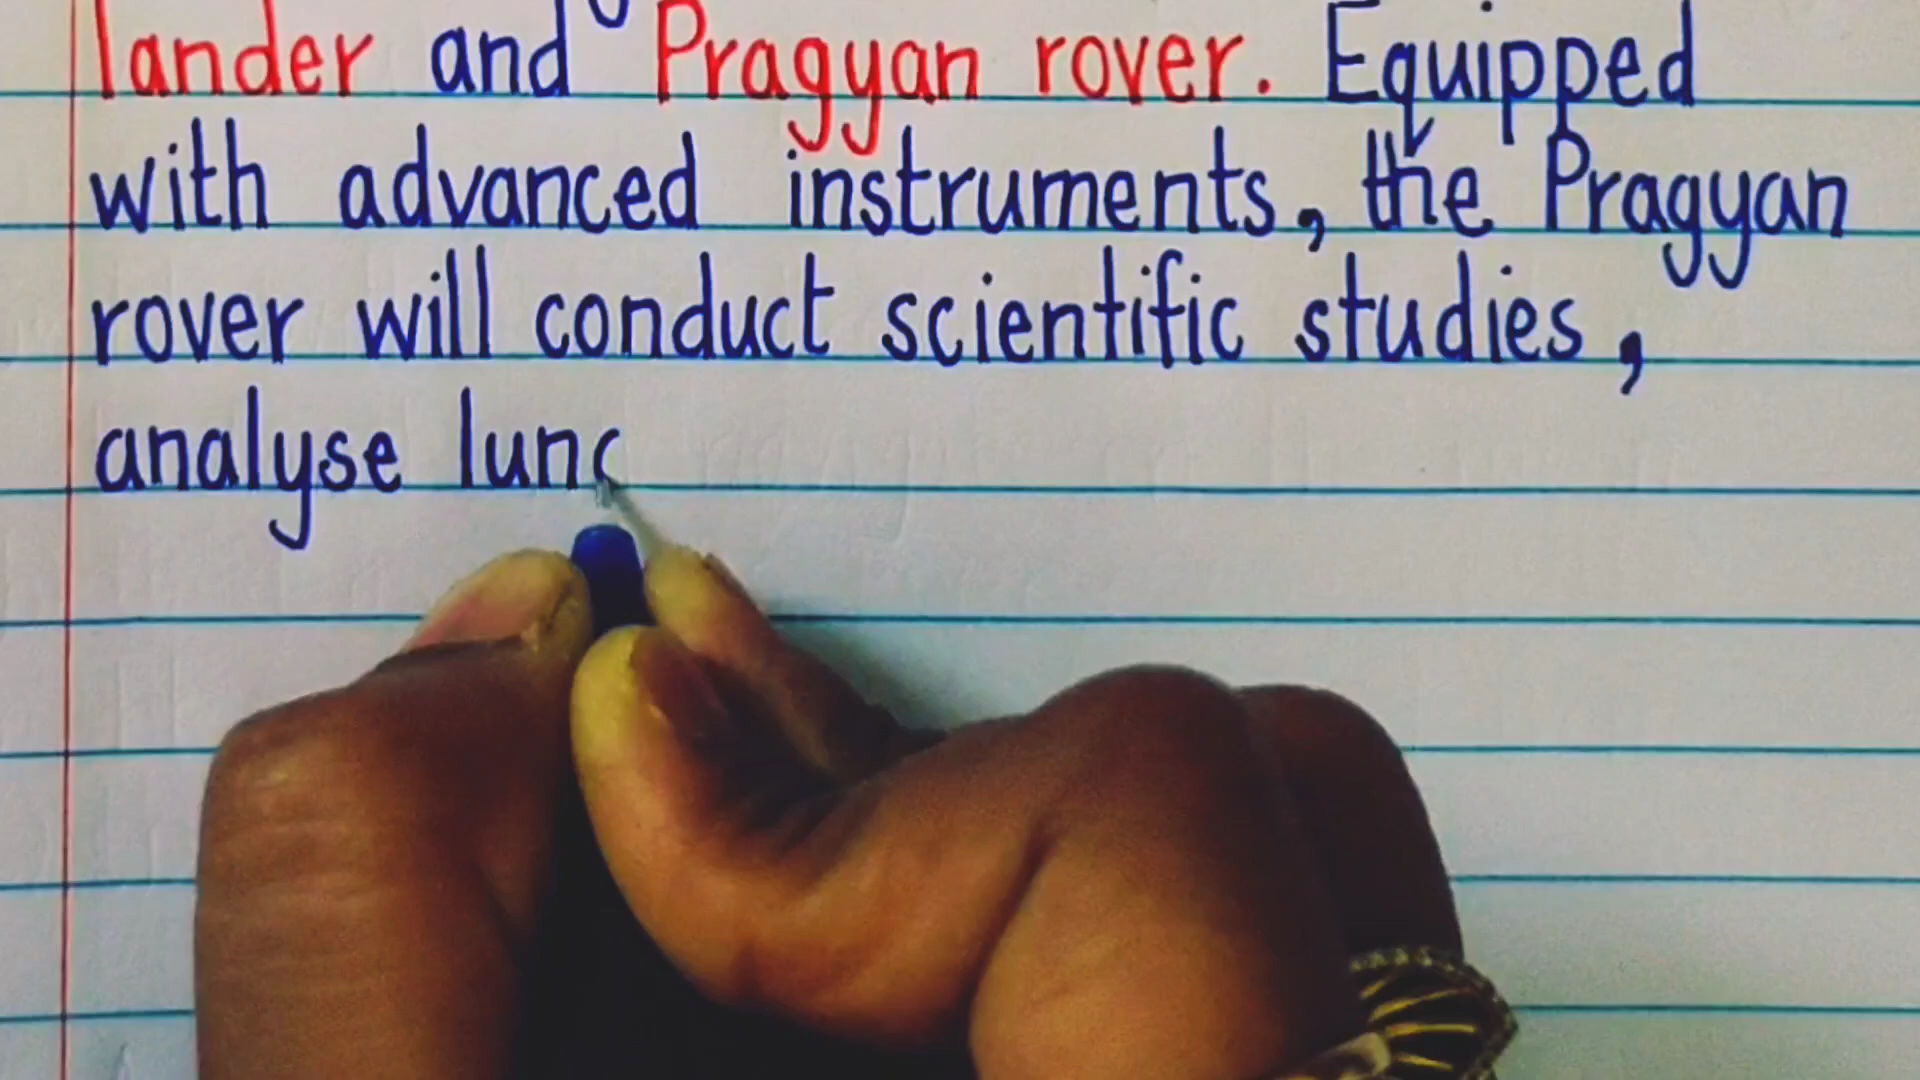 lander and Pragyan rover. Equipped
with advanced instruments, the Pragyan
rover will conduct scientific studies,
analyse lunc